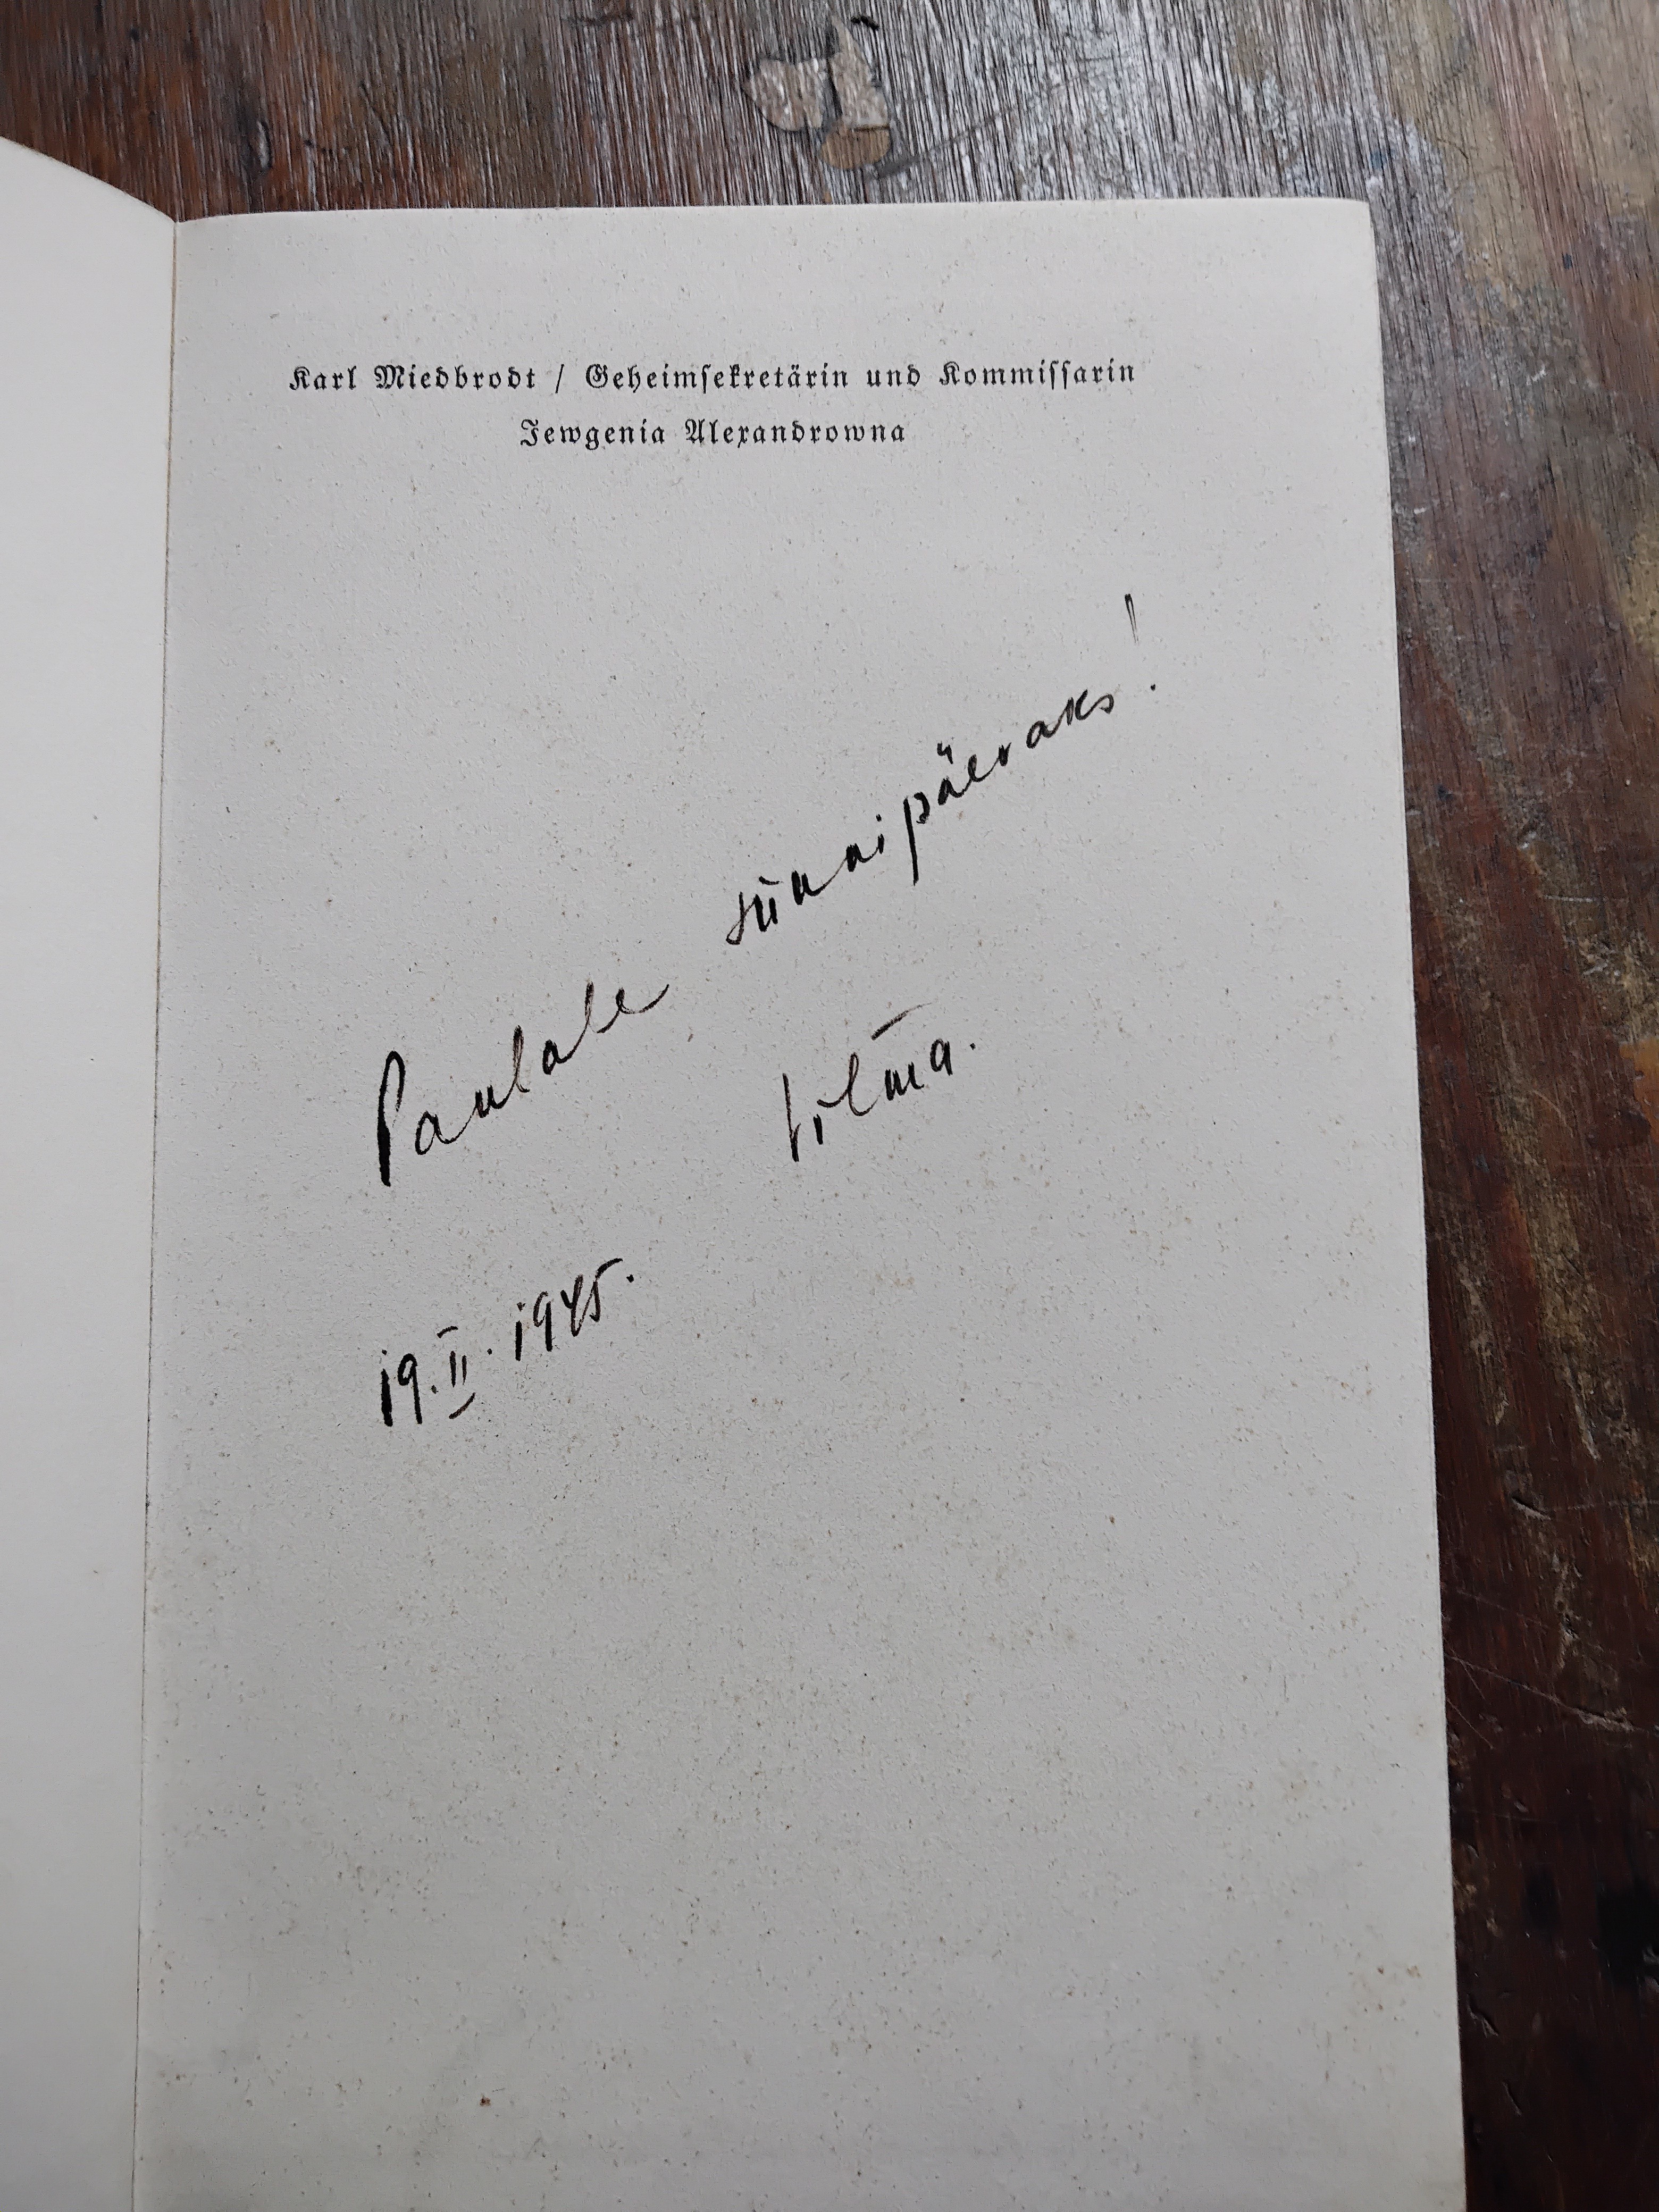 Karl Miedbrodt / Geheimsekretärin und Kommissarin
Jewgenia Alexandrowna
Paulale sünnipäevaks!
Vilma.
19. II. 1945.